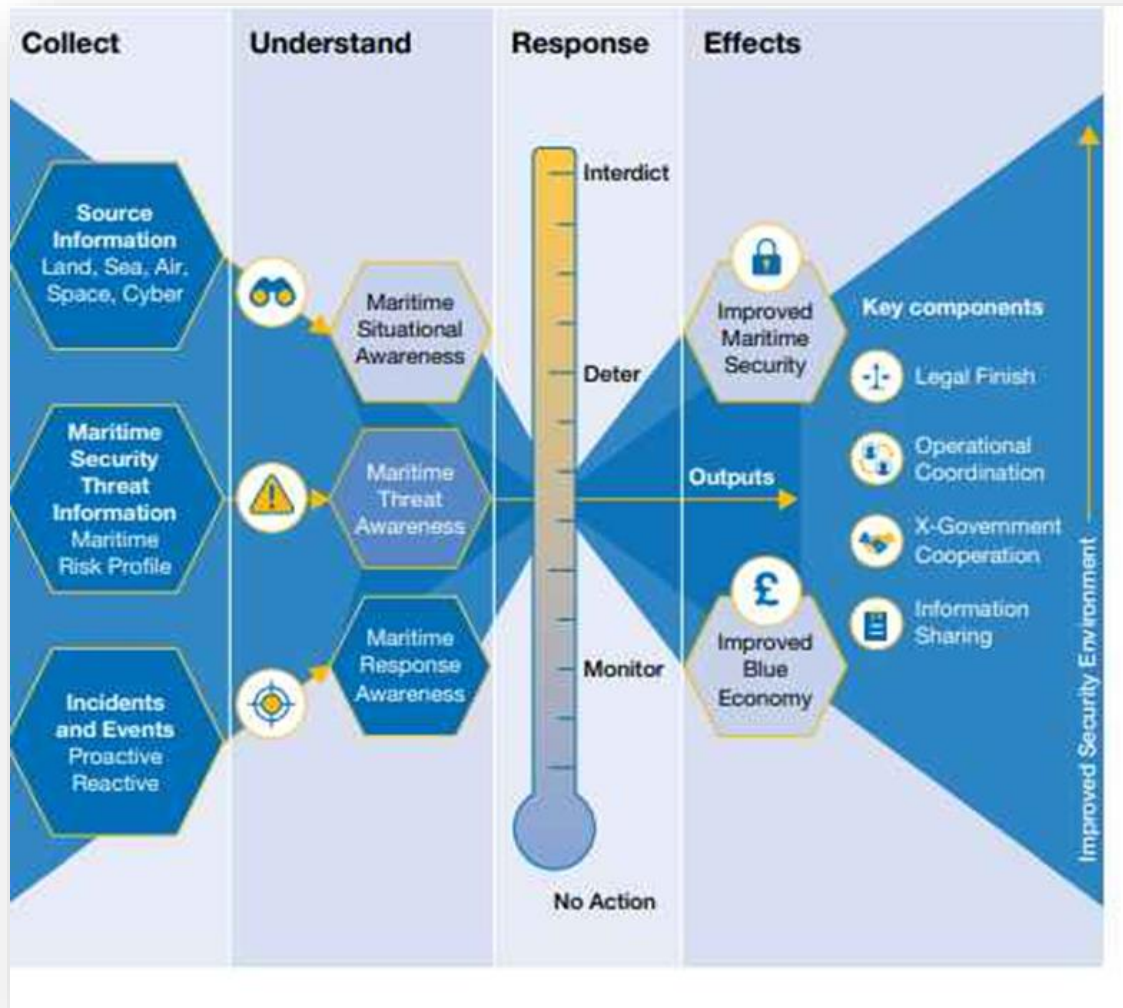 Collect
Understand
Response
Effects
Source
Information
Land, Sea, Air,
Space, Cyber
Maritime
Security
Threat
Information
Maritime
Risk Profile
Incidents
and Events
Proactive
Reactive
Maritime
Situational
Awareness
Maritime
Threat
Awareness
Maritime
Response
Awareness
Interdict
Deter
Monitor
No Action
Improved
Maritime
Security
Outputs
£
Improved
Blue
Economy
Key components
Legal Finish
Operational
Coordination
X-Government
Cooperation
Information
Sharing
Improved Security Environment